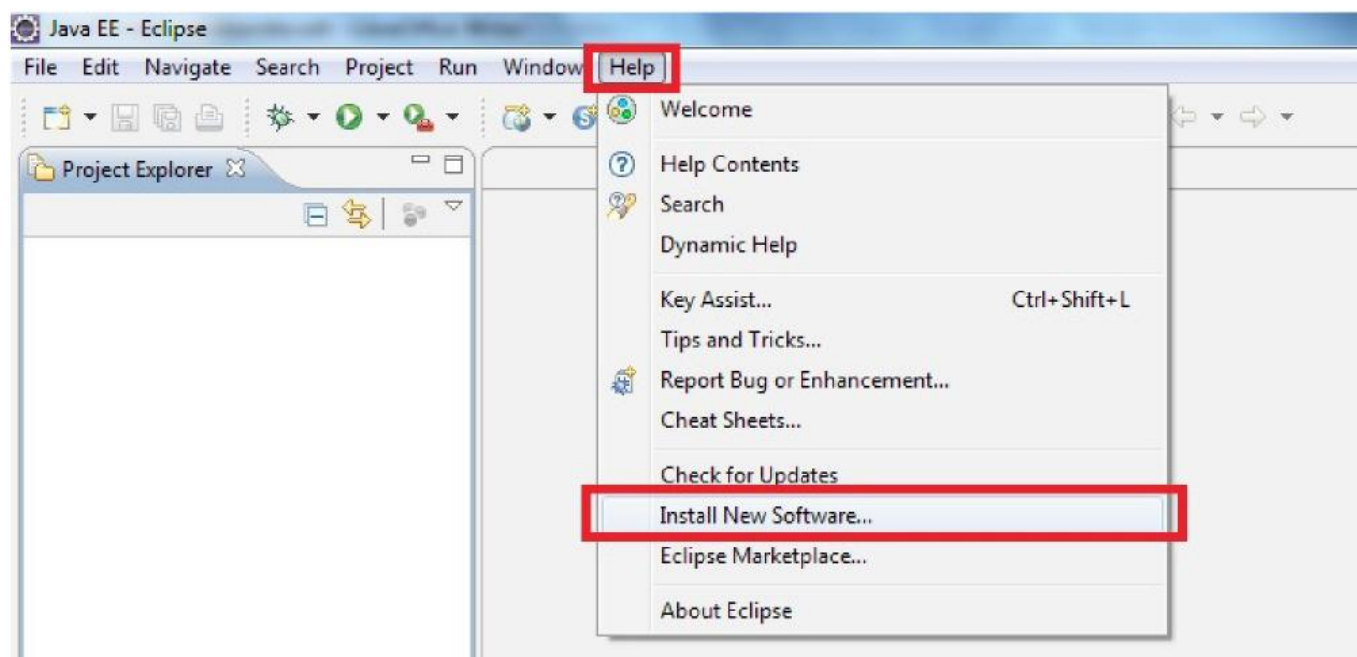 Java EE - Eclipse
File Edit Navigate Search Project Run Window Help
Project Explorer
Welcome
Help Contents
Search
Dynamic Help
Key Assist... Ctrl+Shift+L
Tips and Tricks...
Report Bug or Enhancement...
Cheat Sheets...
Check for Updates
Install New Software...
Eclipse Marketplace...
About Eclipse